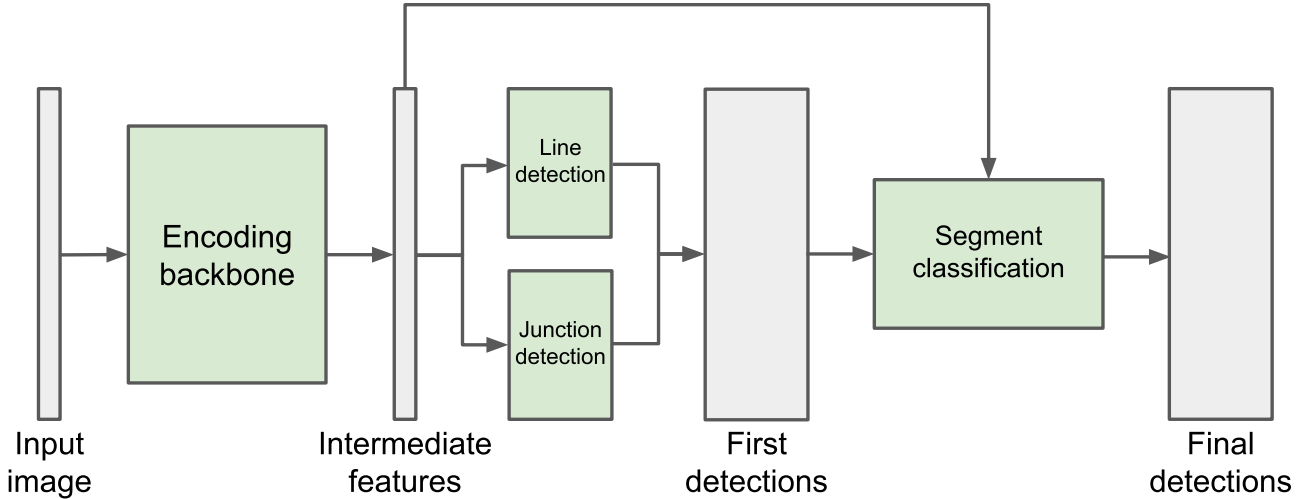 Line
detection
Encoding
backbone
Segment
classification
Junction
detection
Input
image
Intermediate
features
First
detections
Final
detections